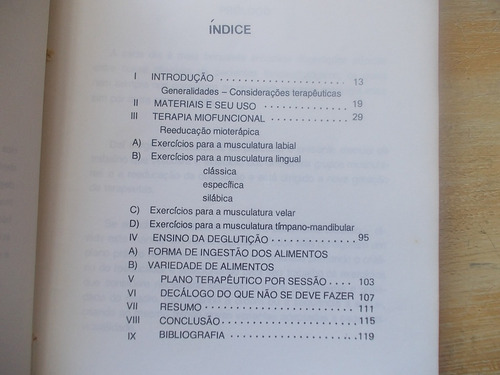 ÍNDICE
I INTRODUÇÃO .................... 13
Generalidades – Considerações terapêuticas
II MATERIAIS E SEU USO .............. 19
III TERAPIA MIOFUNCIONAL ............. 29
Reeducação mioterápica
A) Exercícios para a musculatura labial
B) Exercícios para a musculatura lingual
clássica
específica
silábica
C) Exercícios para a musculatura velar
D) Exercícios para a musculatura tímpano-mandibular
IV ENSINO DA DEGLUTIÇÃO .............. 95
A) FORMA DE INGESTÃO DOS ALIMENTOS
B) VARIEDADE DE ALIMENTOS
V PLANO TERAPÊUTICO POR SESSÃO .... 103
VI DECÁLOGO DO QUE NÃO SE DEVE FAZER 107
VII RESUMO ......................... 111
VIII CONCLUSÃO ...................... 115
IX BIBLIOGRAFIA .................... 119